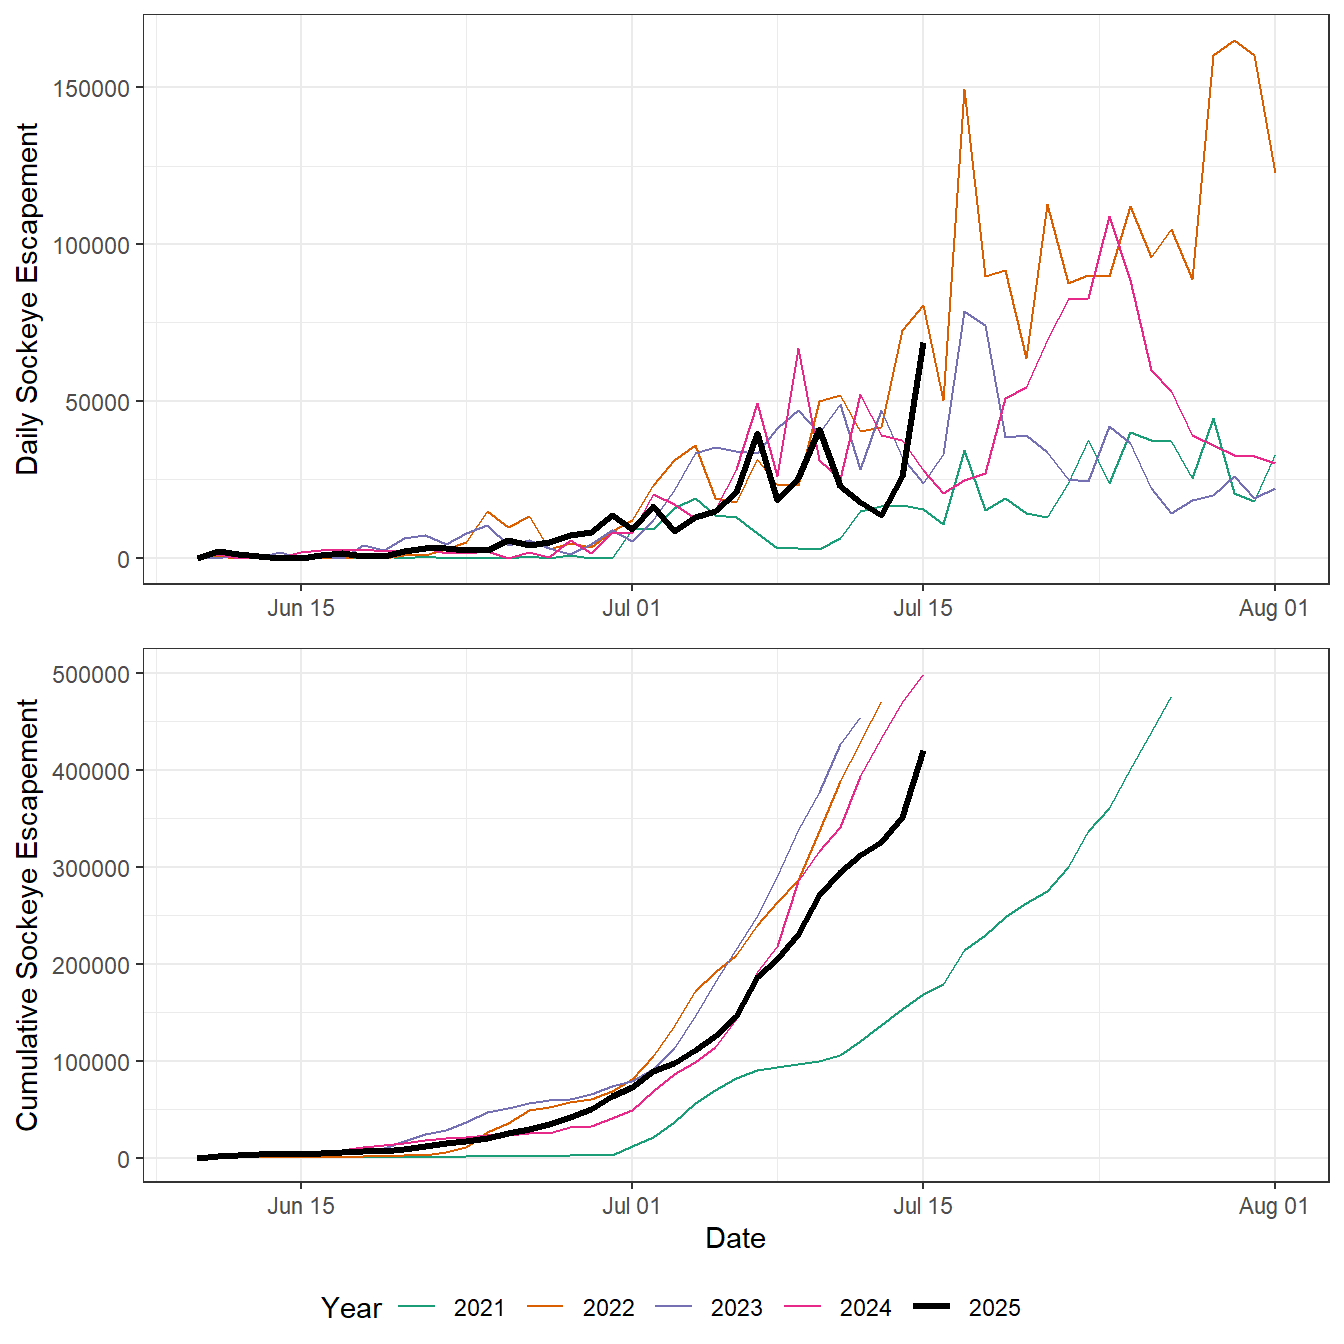 Daily Sockeye Escapement
150000
100000
50000
0
Jun 15 Jul 01 Jul 15 Aug 01
Cumulative Sockeye Escapement
500000
400000
300000
200000
100000
0
Jun 15 Jul 01 Jul 15 Aug 01
Date
Year 2021 2022 2023 2024 2025